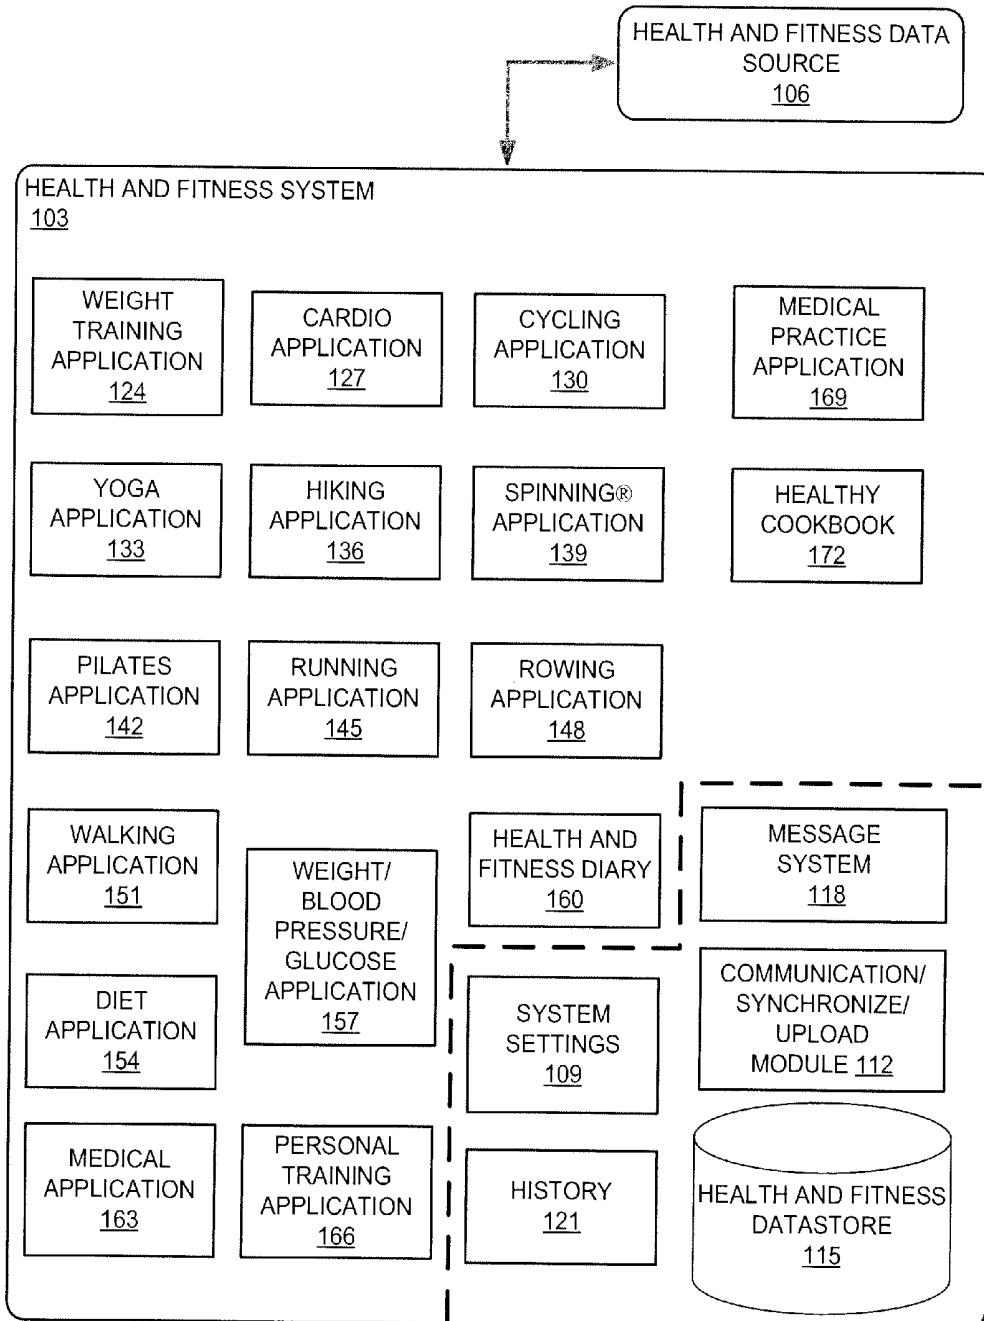 HEALTH AND FITNESS DATA
SOURCE
106
HEALTH AND FITNESS SYSTEM
103
WEIGHT
TRAINING
APPLICATION
124
CARDIO
APPLICATION
127
CYCLING
APPLICATION
130
MEDICAL
PRACTICE
APPLICATION
169
YOGA
APPLICATION
133
HIKING
APPLICATION
136
SPINNING®
APPLICATION
139
HEALTHY
COOKBOOK
172
PILATES
APPLICATION
142
RUNNING
APPLICATION
145
ROWING
APPLICATION
148
WALKING
APPLICATION
151
WEIGHT/
BLOOD
PRESSURE/
GLUCOSE
APPLICATION
157
HEALTH AND
FITNESS DIARY
160
MESSAGE
SYSTEM
118
DIET
APPLICATION
154
SYSTEM
SETTINGS
109
COMMUNICATION/
SYNCHRONIZE/
UPLOAD
MODULE 112
MEDICAL
APPLICATION
163
PERSONAL
TRAINING
APPLICATION
166
HISTORY
121
HEALTH AND FITNESS
DATASTORE
115